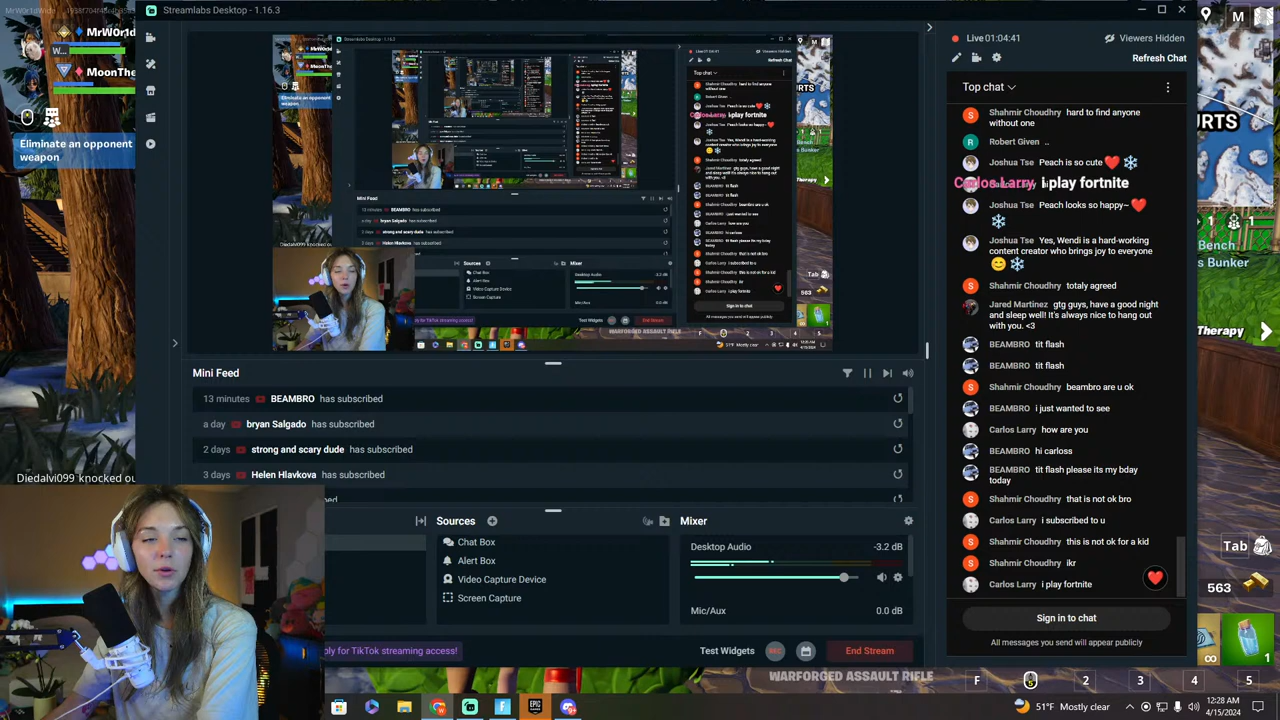 Streamlabs Desktop - 1.16.3
MrW0r1d
W...
MoonThe
Eliminate an opponent
weapon
Diedalvi099 knocked ou
Mini Feed
13 minutes BEAMBRO has subscribed
a day bryan Salgado has subscribed
2 days strong and scary dude has subscribed
3 days Helen Hlavkova has subscribed
Sources
Chat Box
Alert Box
Video Capture Device
Screen Capture
Mixer
Desktop Audio -3.2 dB
Mic/Aux 0.0 dB
ply for TikTok streaming access!
Test Widgets
REC
End Stream
Live 01:04:41
Viewers Hidden
Refresh Chat
Top chat
Shahmir Choudhry hard to find anyone
without one
Robert Given ..
Joshua Tse Peach is so cute
Carlos Larry i play fortnite
Joshua Tse Peach looks so happy~
Joshua Tse Yes, Wendi is a hard-working
content creator who brings joy to everyone
Shahmir Choudhry totaly agreed
Jared Martinez gtg guys, have a good night
and sleep well! It's always nice to hang out
with you. <3
BEAMBRO tit flash
BEAMBRO tit flash
Shahmir Choudhry beambro are u ok
BEAMBRO i just wanted to see
Carlos Larry how are you
BEAMBRO hi carloss
BEAMBRO tit flash please its my bday
today
Shahmir Choudhry that is not ok bro
Carlos Larry i subscribed to u
Shahmir Choudhry this is not ok for a kid
Shahmir Choudhry ikr
Carlos Larry i play fortnite
Sign in to chat
All messages you send will appear publicly
M
URTS
1 1
Bench
s Bunker
Therapy
Tab
563
∞ 1
WARFORGED ASSAULT RIFLE
F 2 3 4 5
EPIC
51°F Mostly clear
12:28 AM
4/15/2024